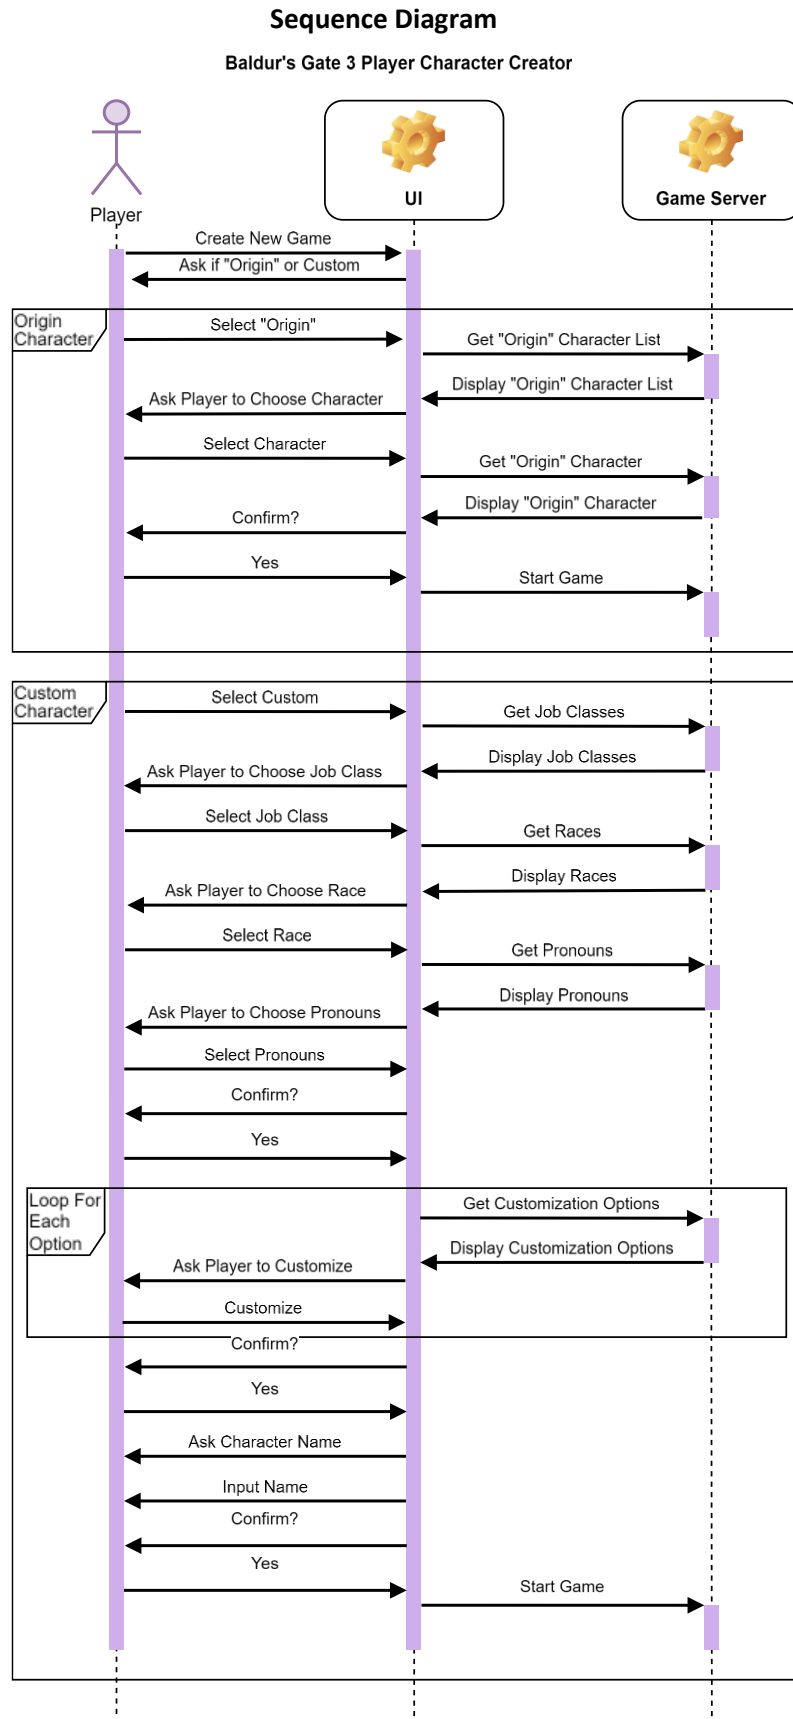 Sequence Diagram
Baldur's Gate 3 Player Character Creator
Player
UI
Game Server
Create New Game
Ask if "Origin" or Custom
Origin
Character
Select "Origin"
Get "Origin" Character List
Display "Origin" Character List
Ask Player to Choose Character
Select Character
Get "Origin" Character
Display "Origin" Character
Confirm?
Yes
Start Game
Custom
Character
Select Custom
Get Job Classes
Display Job Classes
Ask Player to Choose Job Class
Select Job Class
Get Races
Display Races
Ask Player to Choose Race
Select Race
Get Pronouns
Display Pronouns
Ask Player to Choose Pronouns
Select Pronouns
Confirm?
Yes
Loop For
Each
Option
Get Customization Options
Display Customization Options
Ask Player to Customize
Customize
Confirm?
Yes
Ask Character Name
Input Name
Confirm?
Yes
Start Game